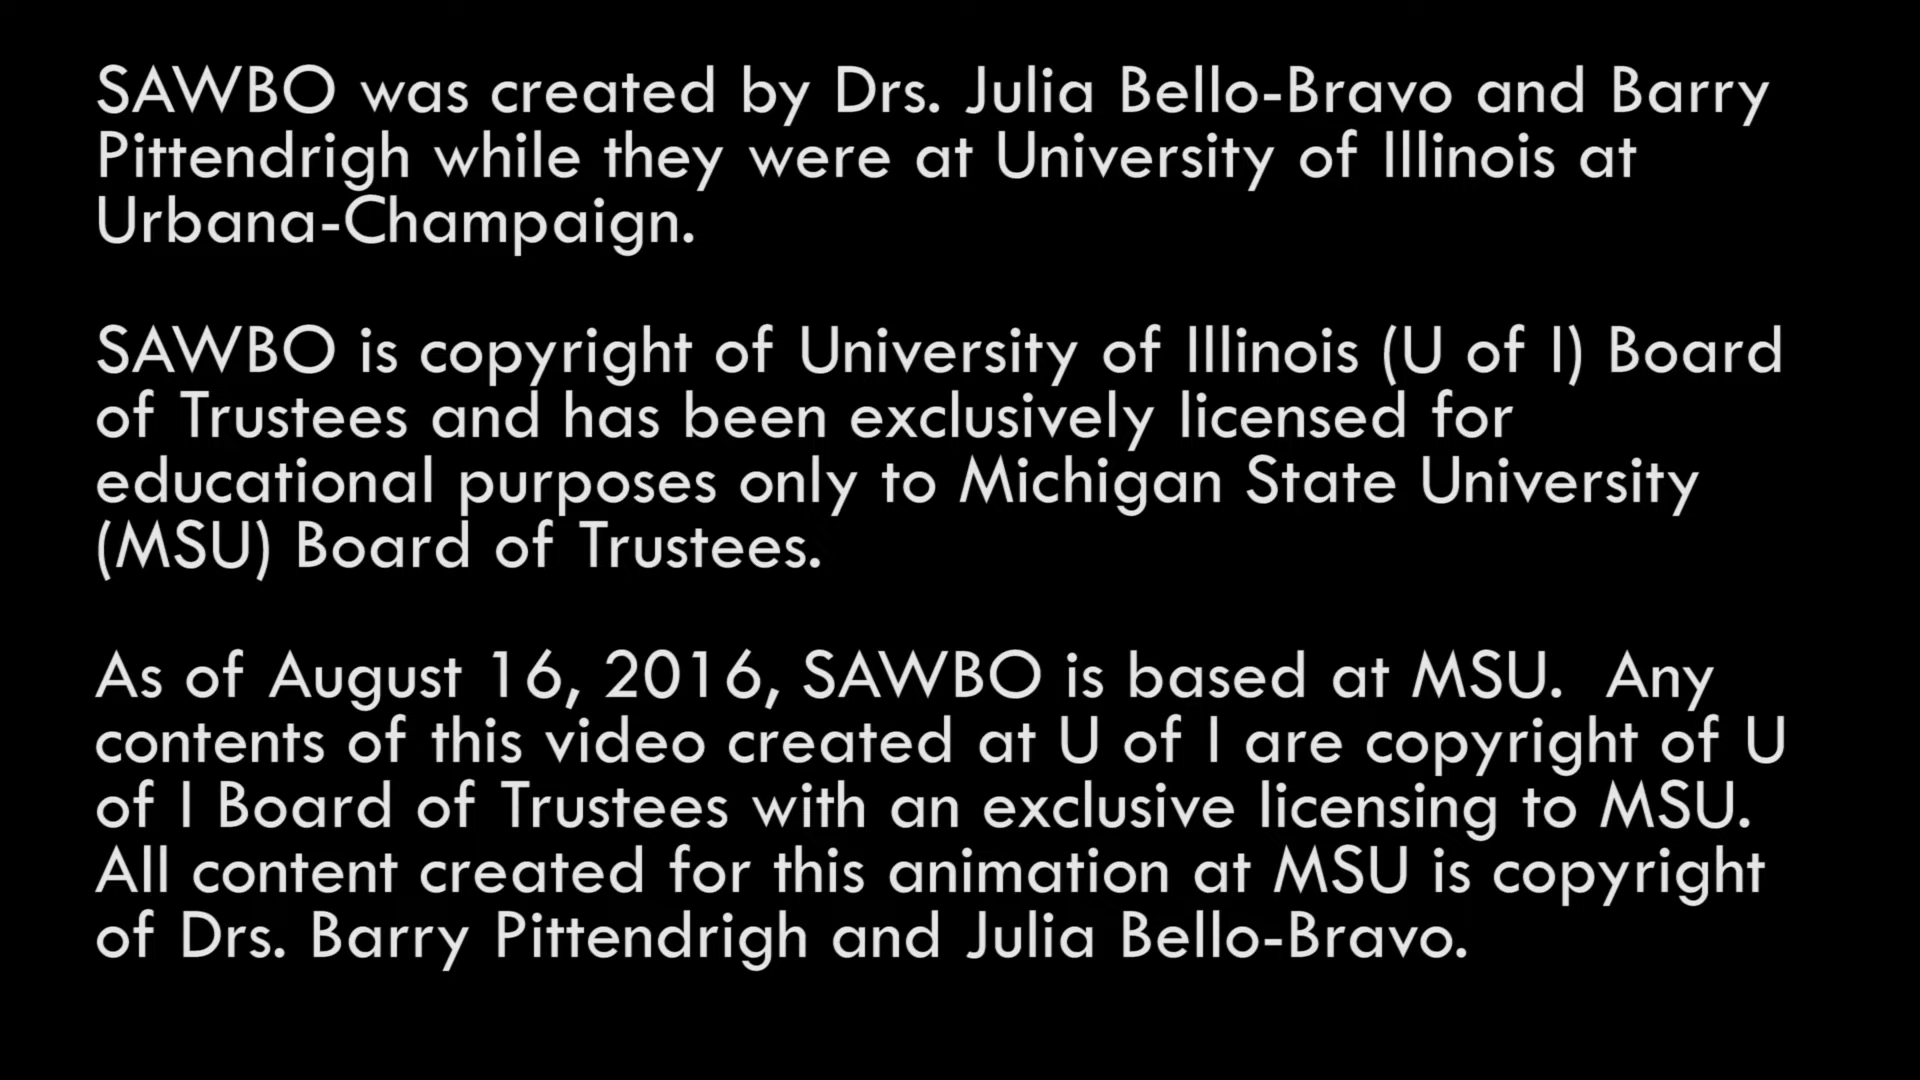 SAWBO was created by Drs. Julia Bello-Bravo and Barry
Pittendrigh while they were at University of Illinois at
Urbana-Champaign.
SAWBO is copyright of University of Illinois (U of I) Board
of Trustees and has been exclusively licensed for
educational purposes only to Michigan State University
(MSU) Board of Trustees.
As of August 16, 2016, SAWBO is based at MSU.  Any
contents of this video created at U of I are copyright of U
of I Board of Trustees with an exclusive licensing to MSU.
All content created for this animation at MSU is copyright
of Drs. Barry Pittendrigh and Julia Bello-Bravo.